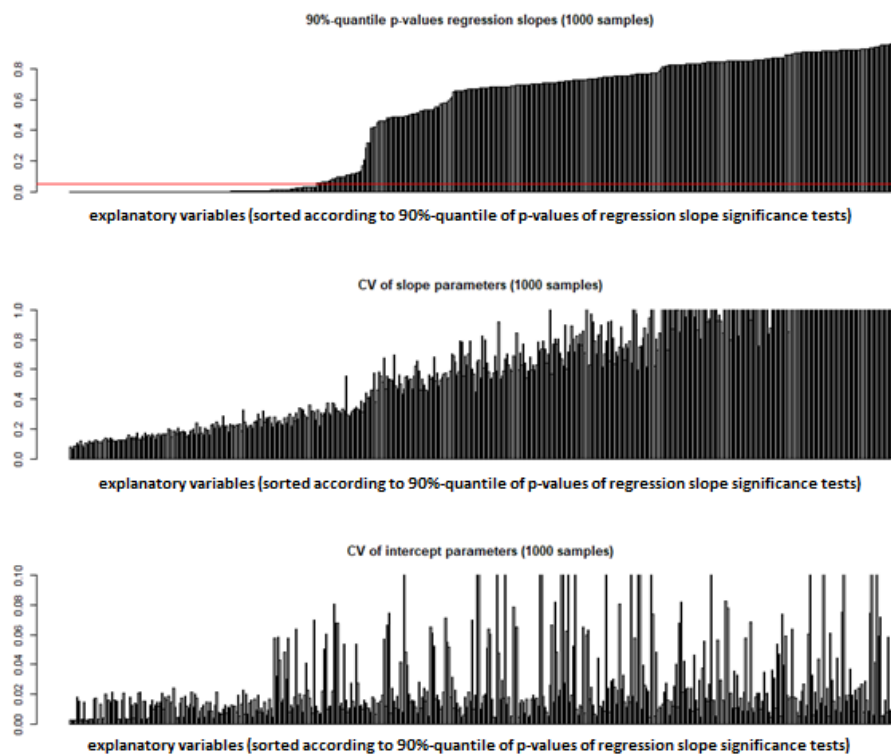 90%-quantile p-values regression slopes (1000 samples)
0.8
0.6
0.4
0.2
0.0
explanatory variables (sorted according to 90%-quantile of p-values of regression slope significance tests)
CV of slope parameters (1000 samples)
1.0
0.8
0.6
0.4
0.2
0.0
explanatory variables (sorted according to 90%-quantile of p-values of regression slope significance tests)
CV of intercept parameters (1000 samples)
0.10
0.08
0.06
0.04
0.02
0.00
explanatory variables (sorted according to 90%-quantile of p-values of regression slope significance tests)